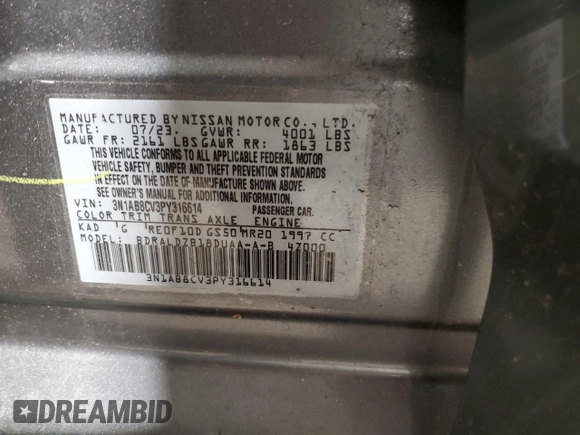 MANUFACTURED BY NISSAN MOTOR CO., LTD.
DATE: 07/23. GVWR: 4001 LBS
GAWR FR: 2161 LBS GAWR RR: 1863 LBS
THIS VEHICLE CONFORMS TO ALL APPLICABLE FEDERAL MOTOR
VEHICLE SAFETY, BUMPER AND THEFT PREVENTION STANDARDS
IN EFFECT ON THE DATE OF MANUFACTURE SHOWN ABOVE.
SEE OWNER'S MANUAL FOR ADDITIONAL INFORMATION.
VIN: 3N1AB8CV3PY316614 PASSENGER CAR.
COLOR TRIM TRANS AXLE ENGINE
KAD G RE0F10D GS50 MR20 1997 CC
MODEL: BDRALDZB18DUAA-A-B 47000
3N1AB8CV3PY316614
DREAMBID